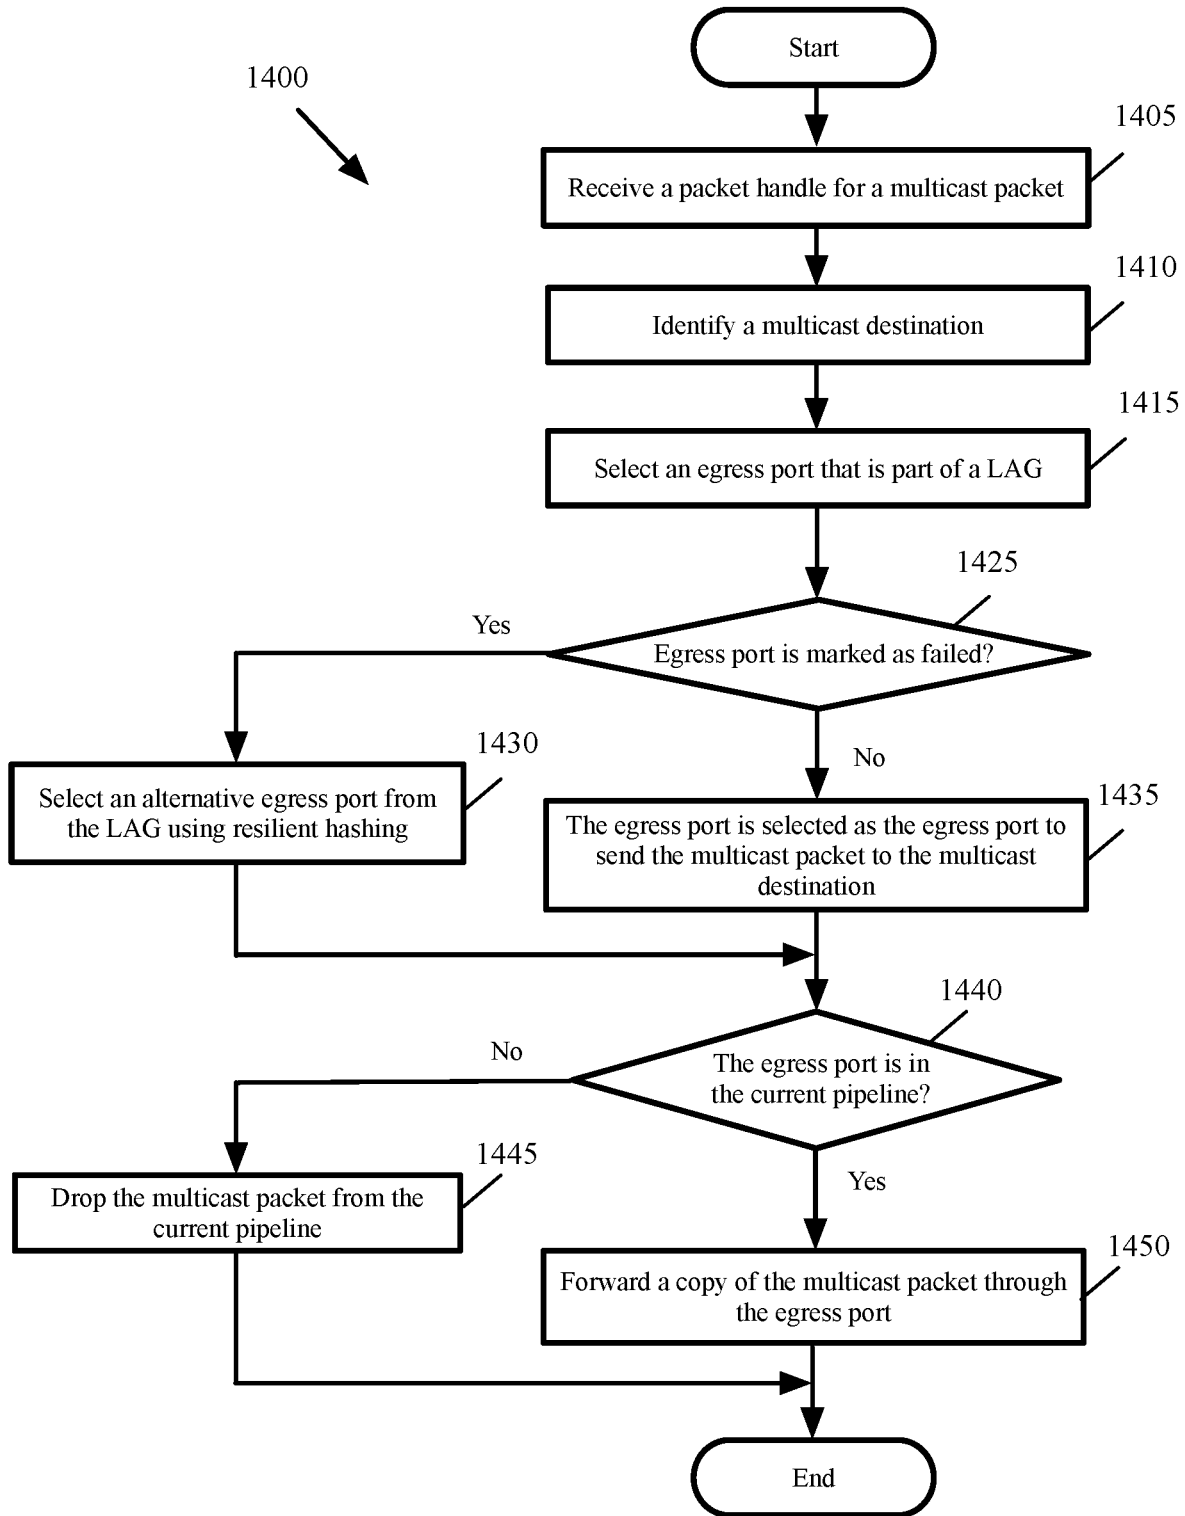 Start
1400
1405
Receive a packet handle for a multicast packet
1410
Identify a multicast destination
1415
Select an egress port that is part of a LAG
1425
Yes
Egress port is marked as failed?
1430
No
Select an alternative egress port from
the LAG using resilient hashing
1435
The egress port is selected as the egress port to
send the multicast packet to the multicast
destination
1440
No
The egress port is in
the current pipeline?
1445
Yes
Drop the multicast packet from the
current pipeline
1450
Forward a copy of the multicast packet through
the egress port
End